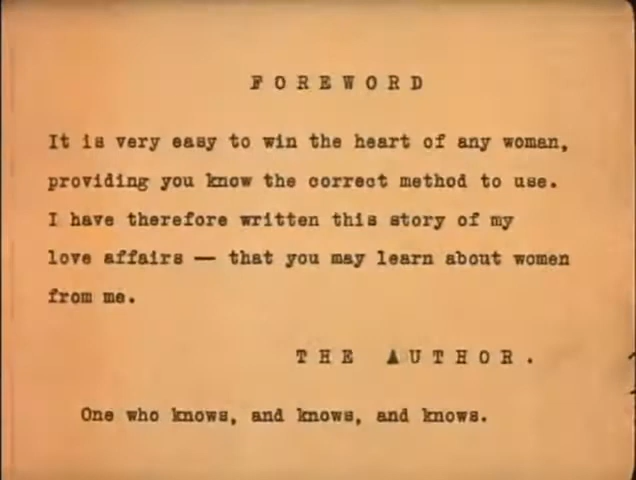 FOREWORD
It is very easy to win the heart of any woman,
providing you know the correct method to use.
I have therefore written this story of my
love affairs — that you may learn about women
from me.
THE AUTHOR.
One who knows, and knows, and knows.